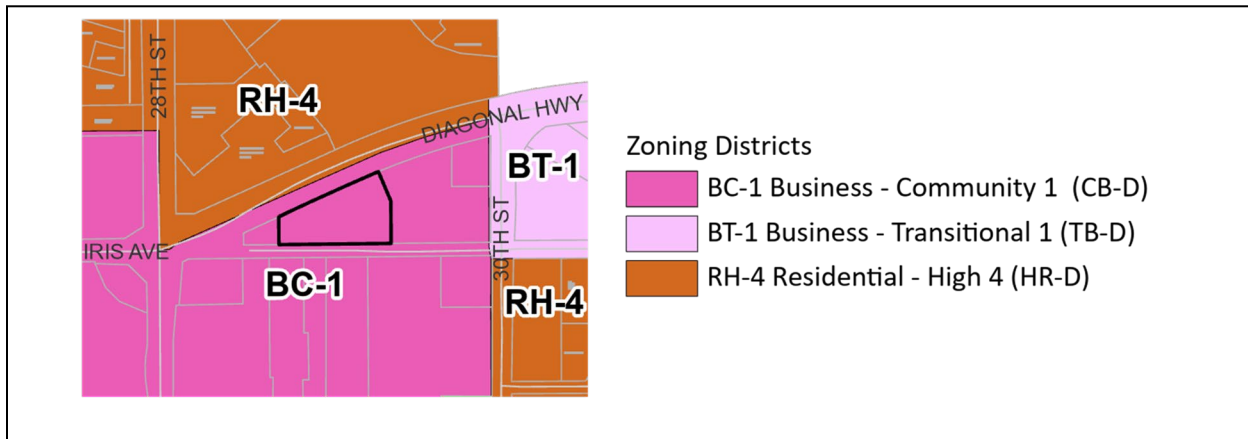 28TH ST
RH-4
DIAGONAL HWY
BT-1
IRIS AVE
30TH ST
BC-1
RH-4
Zoning Districts
BC-1 Business - Community 1 (CB-D)
BT-1 Business - Transitional 1 (TB-D)
RH-4 Residential - High 4 (HR-D)